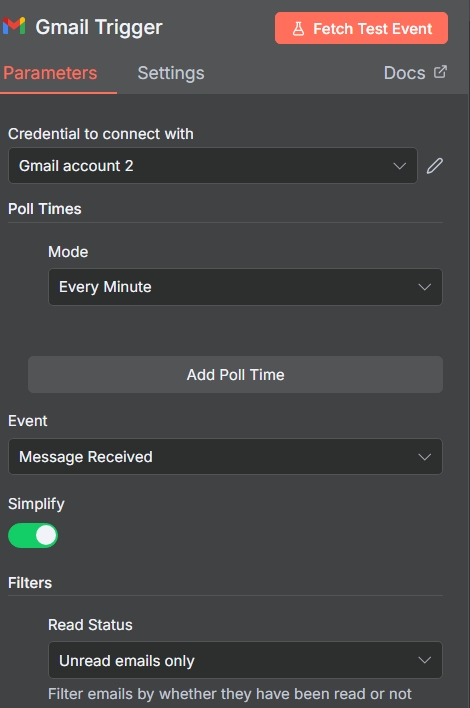 Gmail Trigger
Fetch Test Event
Parameters
Settings
Docs
Credential to connect with
Gmail account 2
Poll Times
Mode
Every Minute
Add Poll Time
Event
Message Received
Simplify
Filters
Read Status
Unread emails only
Filter emails by whether they have been read or not